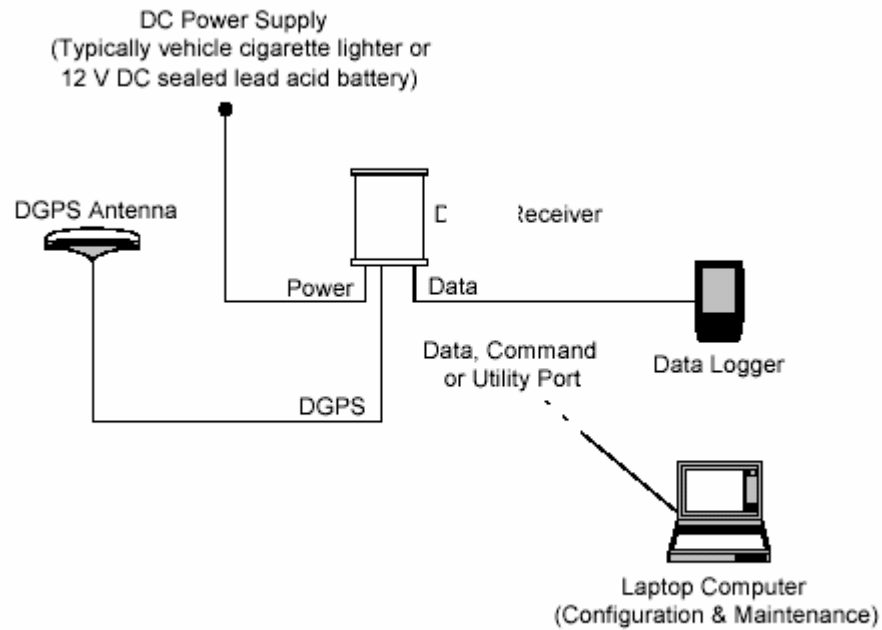 DC Power Supply
(Typically vehicle cigarette lighter or
12 V DC sealed lead acid battery)
DGPS Antenna
Receiver
Power
Data
Data, Command
or Utility Port
Data Logger
DGPS
Laptop Computer
(Configuration & Maintenance)